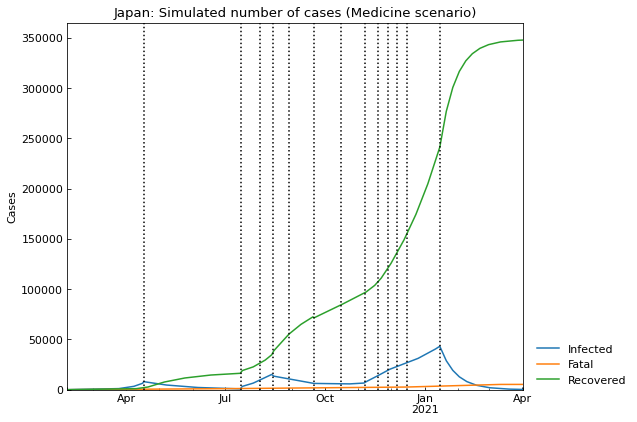 Japan: Simulated number of cases (Medicine scenario)
Cases
350000
300000
250000
200000
150000
100000
50000
0
Apr
Jul
Oct
Jan
2021
Apr
Infected
Fatal
Recovered